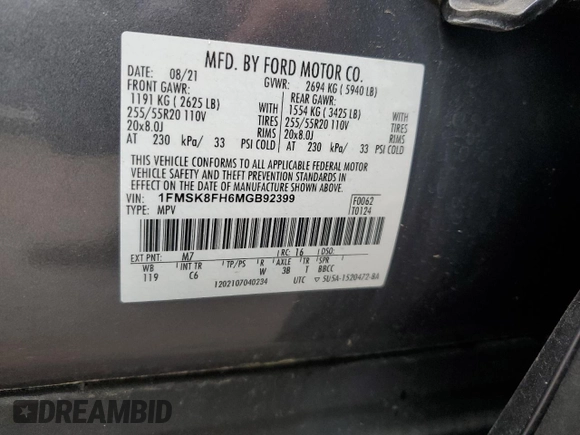 MFD. BY FORD MOTOR CO.
DATE: 08/21 GVWR: 2694 KG ( 5940 LB)
FRONT GAWR: REAR GAWR:
1191 KG ( 2625 LB) WITH 1554 KG ( 3425 LB) WITH
255/55R20 110V TIRES 255/55R20 110V TIRES
20x8.0J RIMS 20x8.0J RIMS
AT 230 kPa/ 33 PSI COLD AT 230 kPa/ 33 PSI COLD
THIS VEHICLE CONFORMS TO ALL APPLICABLE FEDERAL MOTOR
VEHICLE SAFETY AND THEFT PREVENTION STANDARDS IN
EFFECT ON THE DATE OF MANUFACTURE SHOWN ABOVE.
VIN: 1FMSK8FH6MGB92399 F0062
TYPE: MPV T0124
EXT PNT: M7 RC: 16 DSO:
WB INT TR TP/PS R AXLE TR SPR
119 C6 W 3B T BBCC
1202107040234 UTC 5U5A-1520472-BA
DREAMBID